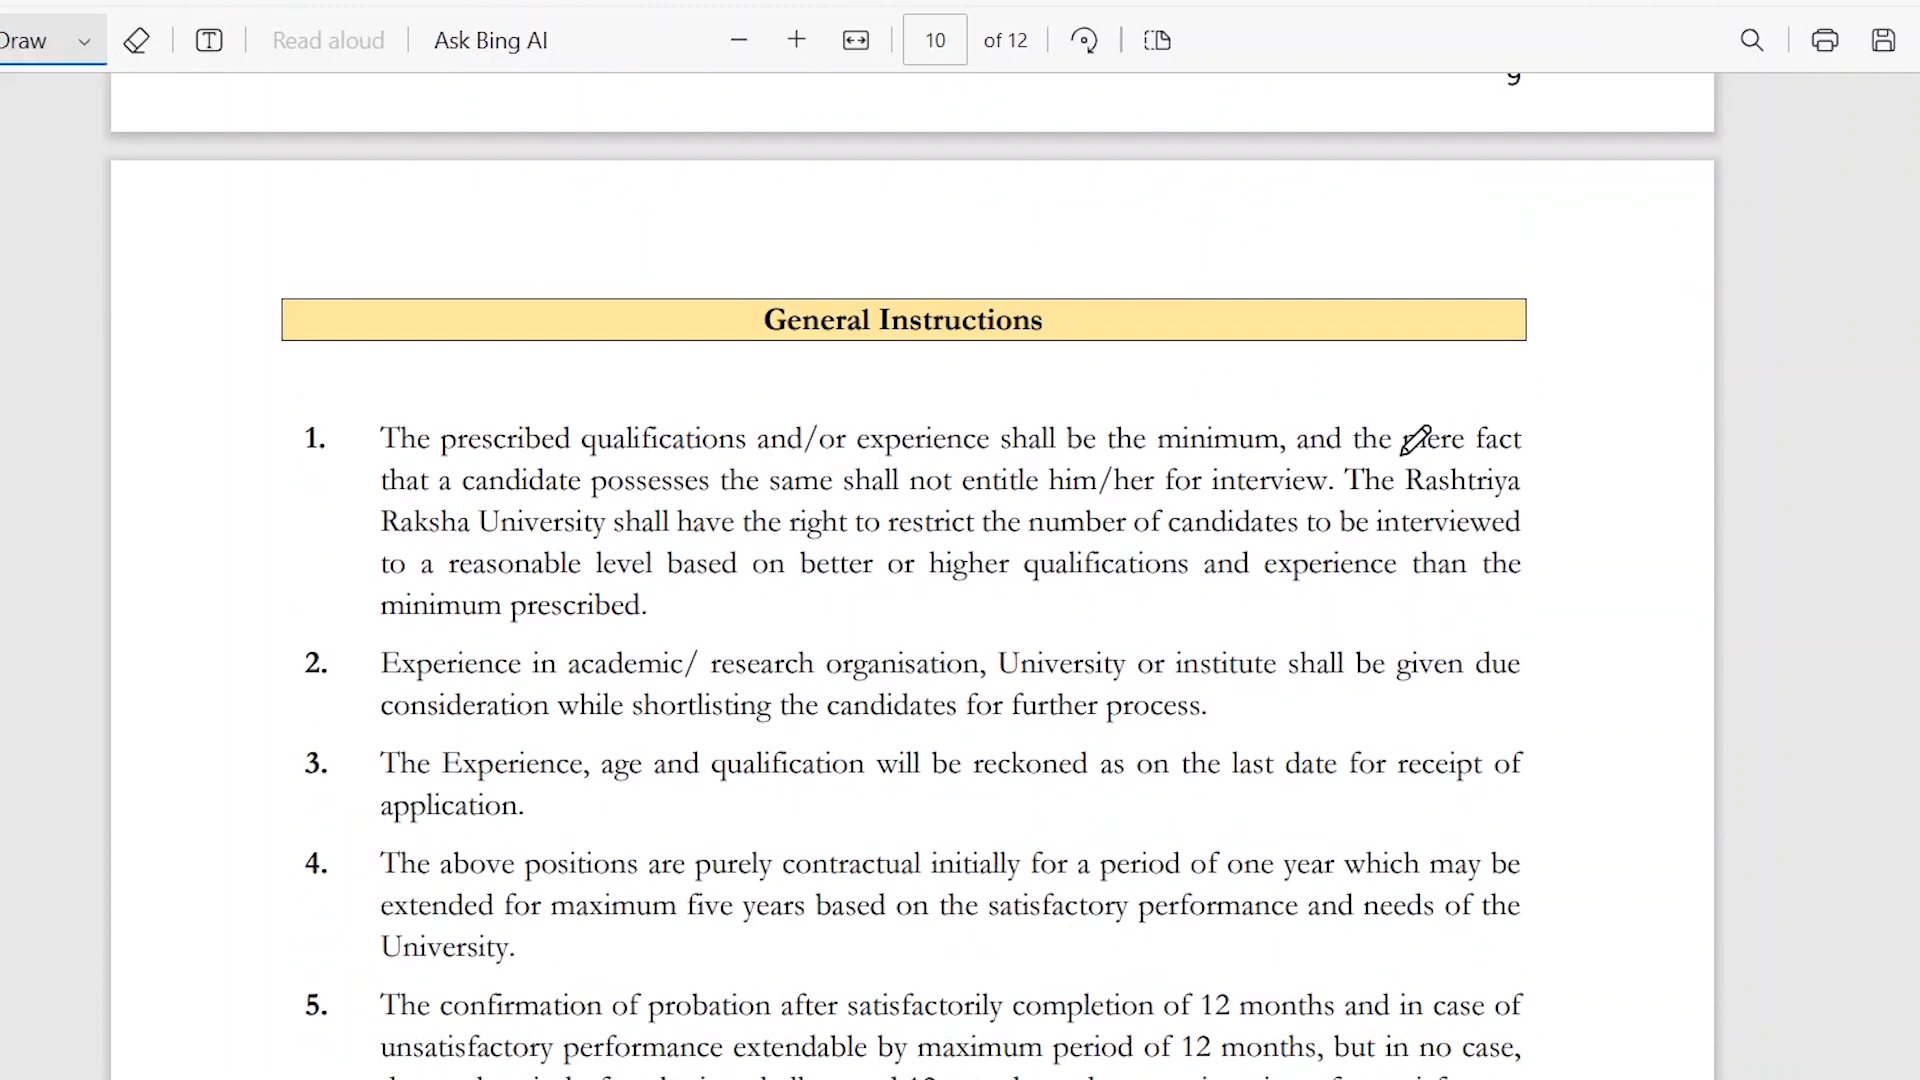 Draw
Read aloud
Ask Bing AI
10 of 12
9
General Instructions
1. The prescribed qualifications and/or experience shall be the minimum, and the mere fact
that a candidate possesses the same shall not entitle him/her for interview. The Rashtriya
Raksha University shall have the right to restrict the number of candidates to be interviewed
to a reasonable level based on better or higher qualifications and experience than the
minimum prescribed.
2. Experience in academic/ research organisation, University or institute shall be given due
consideration while shortlisting the candidates for further process.
3. The Experience, age and qualification will be reckoned as on the last date for receipt of
application.
4. The above positions are purely contractual initially for a period of one year which may be
extended for maximum five years based on the satisfactory performance and needs of the
University.
5. The confirmation of probation after satisfactorily completion of 12 months and in case of
unsatisfactory performance extendable by maximum period of 12 months, but in no case,